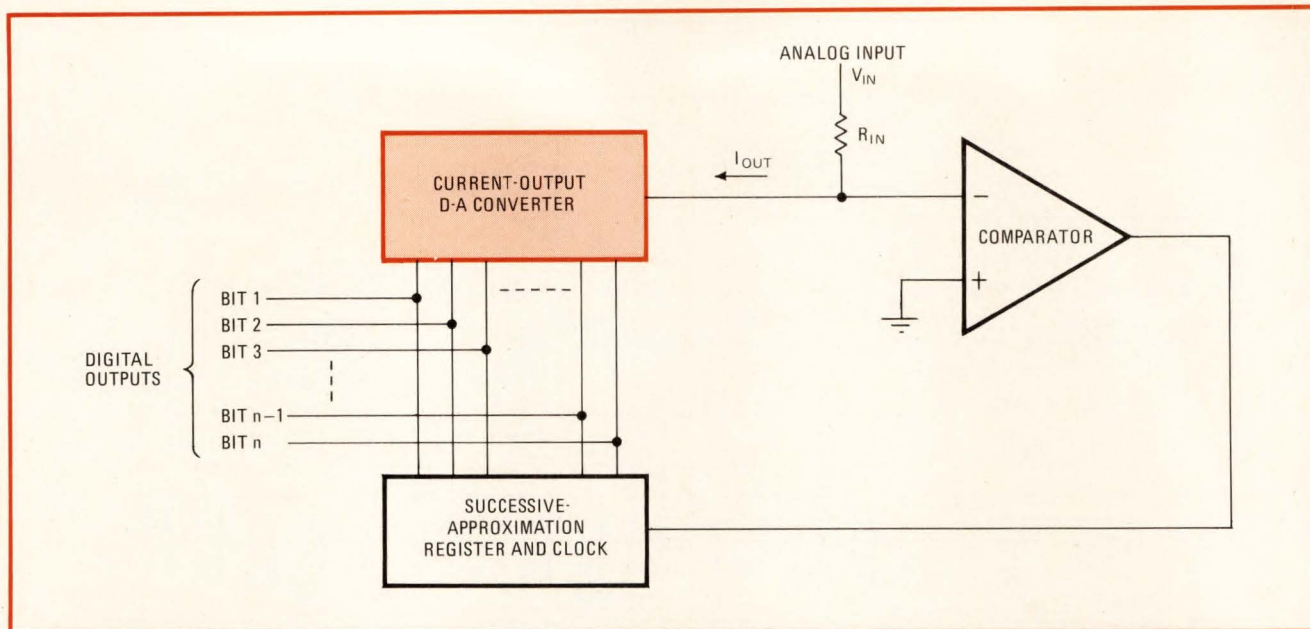 ANALOG INPUT
V_IN
R_IN
I_OUT
CURRENT-OUTPUT
D-A CONVERTER
−
COMPARATOR
+
DIGITAL
OUTPUTS
BIT 1
BIT 2
BIT 3
BIT n−1
BIT n
SUCCESSIVE-
APPROXIMATION
REGISTER AND CLOCK